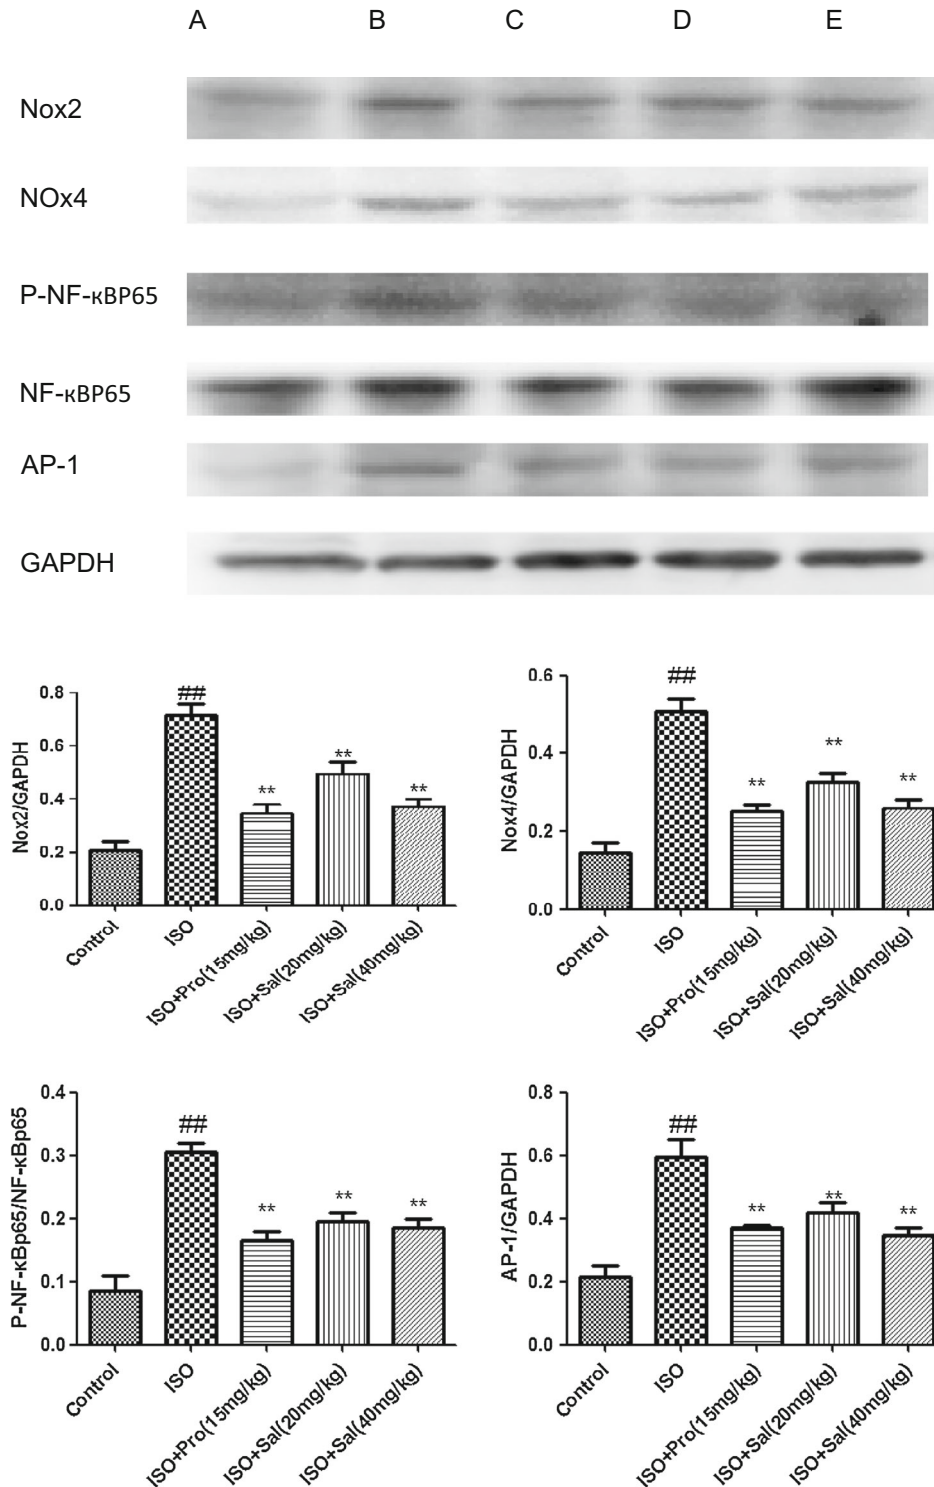 A B C D E
Nox2
NOx4
P-NF-κBP65
NF-κBP65
AP-1
GAPDH
Nox2/GAPDH
0.8
0.6
0.4
0.2
0.0
##
**
**
**
Control
ISO
ISO+Pro(15mg/kg)
ISO+Sal(20mg/kg)
ISO+Sal(40mg/kg)
Nox4/GAPDH
0.6
0.4
0.2
0.0
##
**
**
**
Control
ISO
ISO+Pro(15mg/kg)
ISO+Sal(20mg/kg)
ISO+Sal(40mg/kg)
P-NF-κBp65/NF-κBp65
0.4
0.3
0.2
0.1
0.0
##
**
**
**
Control
ISO
ISO+Pro(15mg/kg)
ISO+Sal(20mg/kg)
ISO+Sal(40mg/kg)
AP-1/GAPDH
0.8
0.6
0.4
0.2
0.0
##
**
**
**
Control
ISO
ISO+Pro(15mg/kg)
ISO+Sal(20mg/kg)
ISO+Sal(40mg/kg)